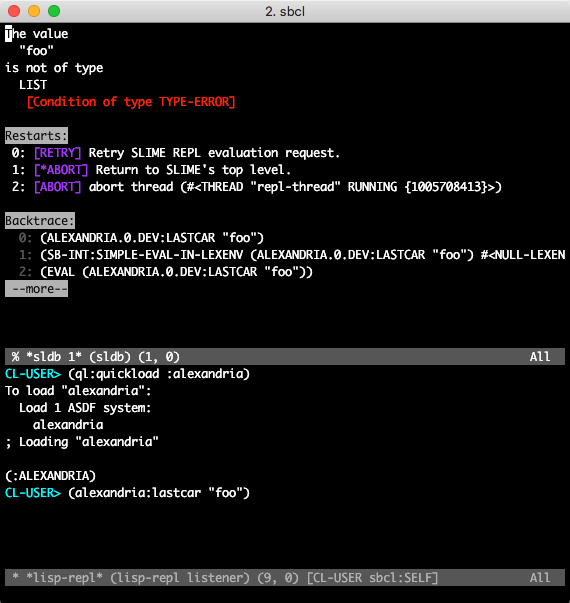 2. sbcl
The value
  "foo"
is not of type
  LIST
   [Condition of type TYPE-ERROR]
Restarts:
 0: [RETRY] Retry SLIME REPL evaluation request.
 1: [*ABORT] Return to SLIME's top level.
 2: [ABORT] abort thread (#<THREAD "repl-thread" RUNNING {1005708413}>)
Backtrace:
  0: (ALEXANDRIA.0.DEV:LASTCAR "foo")
  1: (SB-INT:SIMPLE-EVAL-IN-LEXENV (ALEXANDRIA.0.DEV:LASTCAR "foo") #<NULL-LEXEN
  2: (EVAL (ALEXANDRIA.0.DEV:LASTCAR "foo"))
 --more--
 % *sldb 1* (sldb) (1, 0) All
CL-USER> (ql:quickload :alexandria)
To load "alexandria":
  Load 1 ASDF system:
    alexandria
; Loading "alexandria"
(:ALEXANDRIA)
CL-USER> (alexandria:lastcar "foo")
 * *lisp-repl* (lisp-repl listener) (9, 0) [CL-USER sbcl:SELF] All